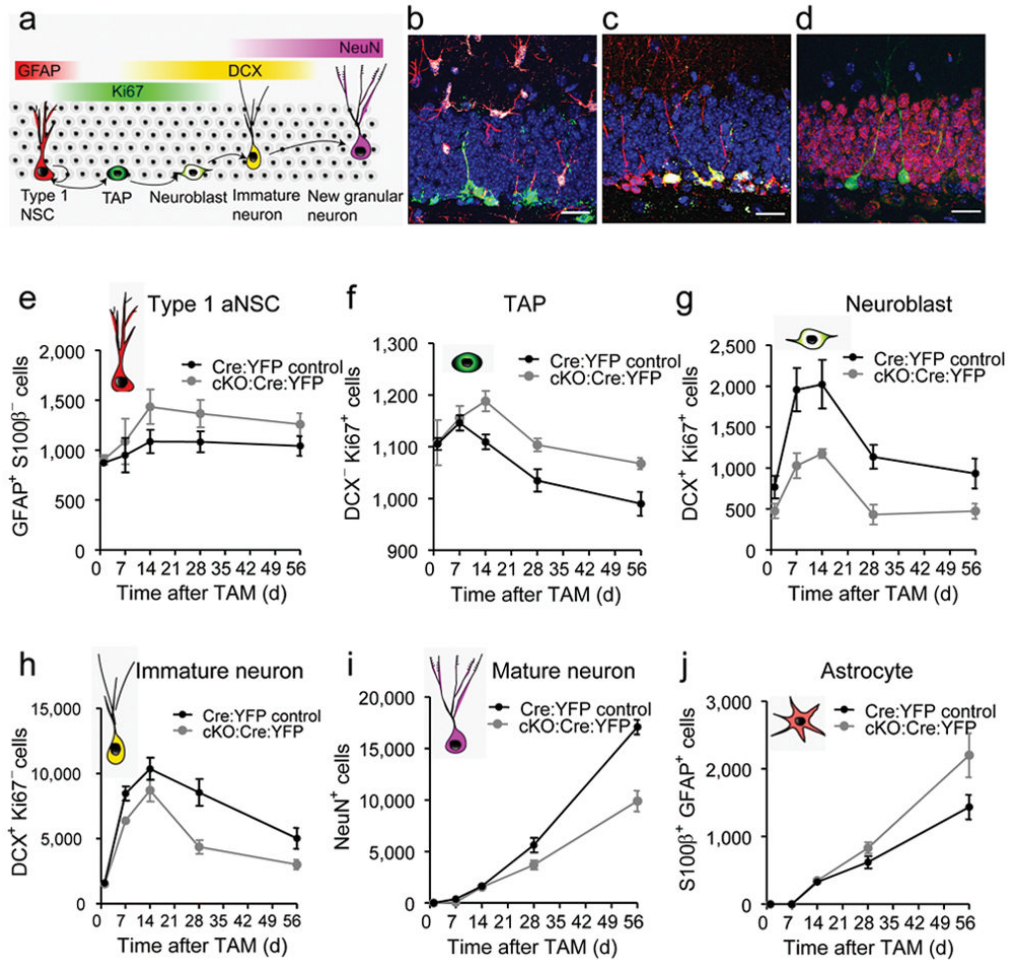 a
b
c
d
NeuN
GFAP
DCX
Ki67
Type 1
NSC
TAP
Neuroblast
Immature
neuron
New granular
neuron
e
Type 1 aNSC
Cre:YFP control
cKO:Cre:YFP
GFAP⁺ S100β⁻ cells
2,000
1,500
1,000
500
0
0 7 14 21 28 35 42 49 56
Time after TAM (d)
f
TAP
Cre:YFP control
cKO:Cre:YFP
DCX⁻ Ki67⁺ cells
1,300
1,200
1,100
1,000
900
0 7 14 21 28 35 42 49 56
Time after TAM (d)
g
Neuroblast
Cre:YFP control
cKO:Cre:YFP
DCX⁺ Ki67⁺ cells
2,500
2,000
1,500
1,000
500
0
0 7 14 21 28 35 42 49 56
Time after TAM (d)
h
Immature neuron
Cre:YFP control
cKO:Cre:YFP
DCX⁺ Ki67⁻ cells
15,000
10,000
5,000
0
0 7 14 21 28 35 42 49 56
Time after TAM (d)
i
Mature neuron
Cre:YFP control
cKO:Cre:YFP
NeuN⁺ cells
20,000
15,000
10,000
5,000
0
0 7 14 21 28 35 42 49 56
Time after TAM (d)
j
Astrocyte
Cre:YFP control
cKO:Cre:YFP
S100β⁺ GFAP⁺ cells
3,000
2,000
1,000
0
0 7 14 21 28 35 42 49 56
Time after TAM (d)